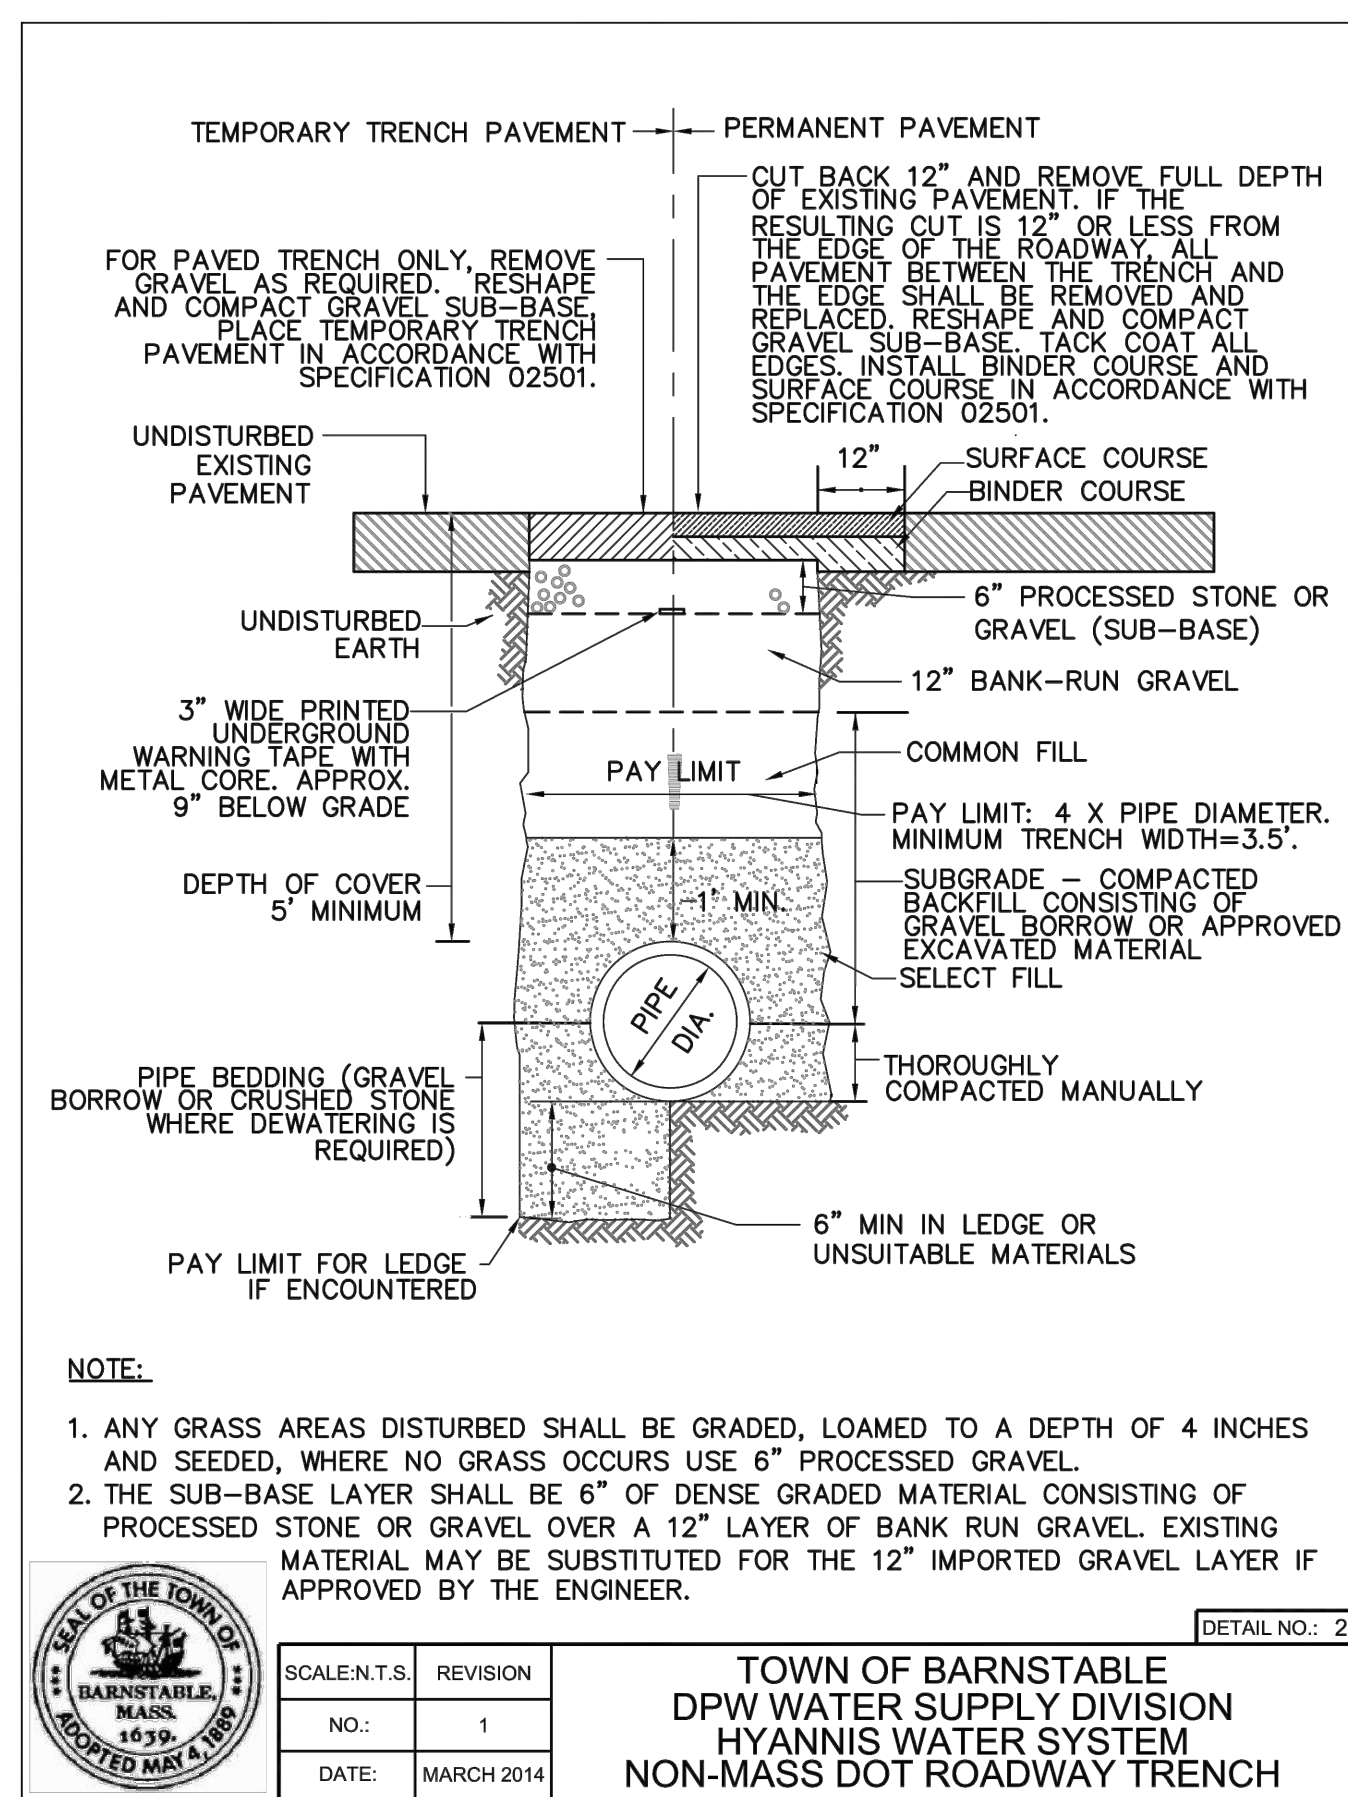 TEMPORARY TRENCH PAVEMENT
PERMANENT PAVEMENT
CUT BACK 12" AND REMOVE FULL DEPTH
OF EXISTING PAVEMENT. IF THE
RESULTING CUT IS 12" OR LESS FROM
THE EDGE OF THE ROADWAY, ALL
PAVEMENT BETWEEN THE TRENCH AND
THE EDGE SHALL BE REMOVED AND
REPLACED. RESHAPE AND COMPACT
GRAVEL SUB-BASE. TACK COAT ALL
EDGES. INSTALL BINDER COURSE AND
SURFACE COURSE IN ACCORDANCE WITH
SPECIFICATION 02501.
FOR PAVED TRENCH ONLY, REMOVE
GRAVEL AS REQUIRED. RESHAPE
AND COMPACT GRAVEL SUB-BASE,
PLACE TEMPORARY TRENCH
PAVEMENT IN ACCORDANCE WITH
SPECIFICATION 02501.
UNDISTURBED
EXISTING
PAVEMENT
12"
SURFACE COURSE
BINDER COURSE
6" PROCESSED STONE OR
GRAVEL (SUB-BASE)
UNDISTURBED
EARTH
12" BANK-RUN GRAVEL
3" WIDE PRINTED
UNDERGROUND
WARNING TAPE WITH
METAL CORE. APPROX.
9" BELOW GRADE
COMMON FILL
PAY LIMIT
PAY LIMIT: 4 X PIPE DIAMETER.
MINIMUM TRENCH WIDTH=3.5'.
DEPTH OF COVER
5' MINIMUM
1' MIN.
SUBGRADE - COMPACTED
BACKFILL CONSISTING OF
GRAVEL BORROW OR APPROVED
EXCAVATED MATERIAL
SELECT FILL
PIPE
DIA.
PIPE BEDDING (GRAVEL
BORROW OR CRUSHED STONE
WHERE DEWATERING IS
REQUIRED)
THOROUGHLY
COMPACTED MANUALLY
6" MIN IN LEDGE OR
UNSUITABLE MATERIALS
PAY LIMIT FOR LEDGE
IF ENCOUNTERED
NOTE:
1. ANY GRASS AREAS DISTURBED SHALL BE GRADED, LOAMED TO A DEPTH OF 4 INCHES
AND SEEDED, WHERE NO GRASS OCCURS USE 6" PROCESSED GRAVEL.
2. THE SUB-BASE LAYER SHALL BE 6" OF DENSE GRADED MATERIAL CONSISTING OF
PROCESSED STONE OR GRAVEL OVER A 12" LAYER OF BANK RUN GRAVEL. EXISTING
MATERIAL MAY BE SUBSTITUTED FOR THE 12" IMPORTED GRAVEL LAYER IF
APPROVED BY THE ENGINEER.
SEAL OF THE TOWN OF
BARNSTABLE,
MASS.
1639.
ADOPTED MAY 4, 1889
DETAIL NO.: 2
SCALE:N.T.S. REVISION
NO.: 1
DATE: MARCH 2014
TOWN OF BARNSTABLE
DPW WATER SUPPLY DIVISION
HYANNIS WATER SYSTEM
NON-MASS DOT ROADWAY TRENCH